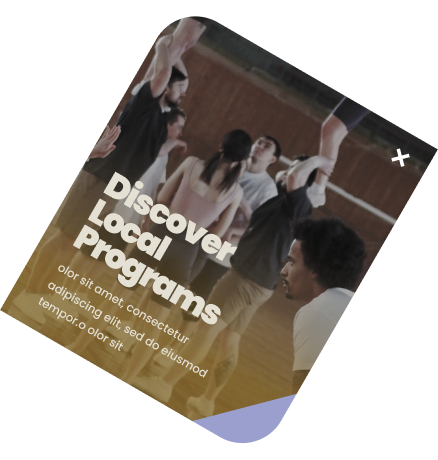 Discover
Local
Programs
olor sit amet, consectetur
adipiscing elit, sed do eiusmod
tempor.o olor sit